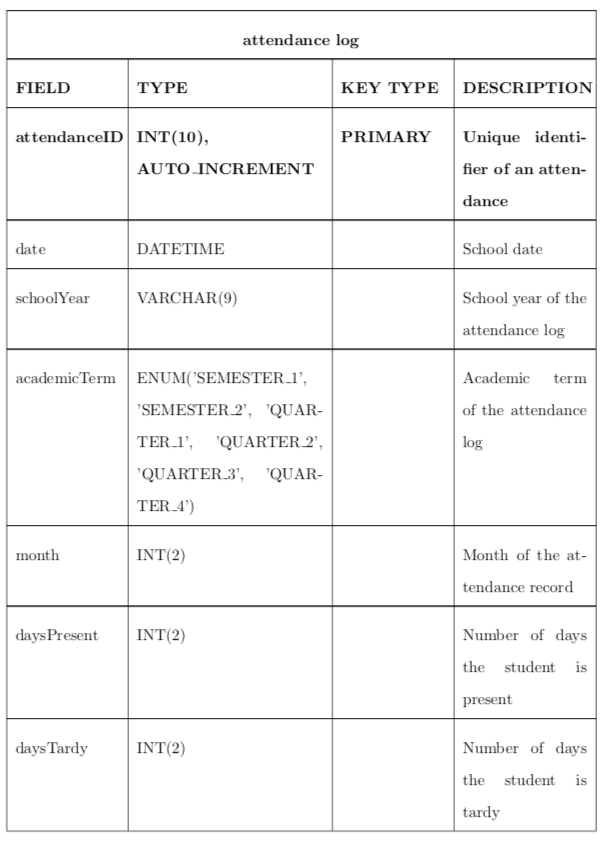 attendance log
FIELD TYPE KEY TYPE DESCRIPTION
attendanceID INT(10), PRIMARY Unique identi-
AUTO_INCREMENT fier of an atten-
dance
date DATETIME School date
schoolYear VARCHAR(9) School year of the
attendance log
academicTerm ENUM('SEMESTER_1', Academic term
'SEMESTER_2', 'QUAR- of the attendance
TER_1', 'QUARTER_2', log
'QUARTER_3', 'QUAR-
TER_4')
month INT(2) Month of the at-
tendance record
daysPresent INT(2) Number of days
the student is
present
daysTardy INT(2) Number of days
the student is
tardy